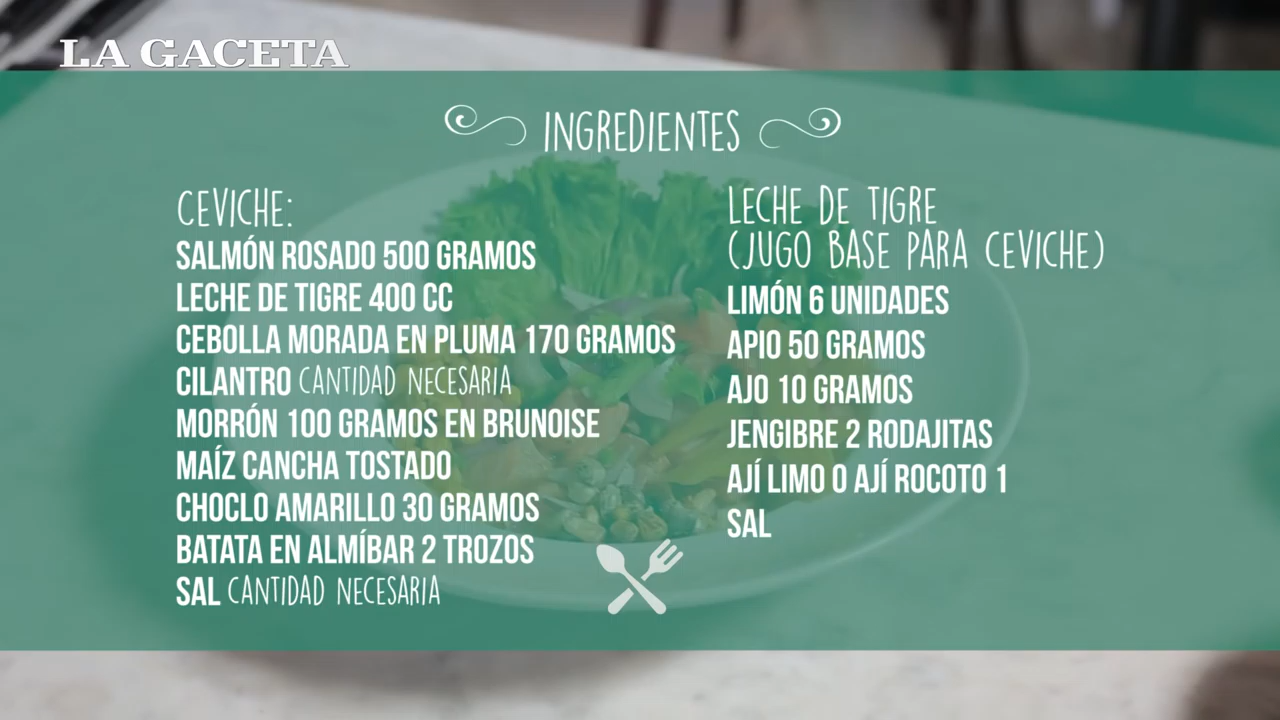 LA GACETA
INGREDIENTES
CEVICHE:
SALMÓN ROSADO 500 GRAMOS
LECHE DE TIGRE 400 CC
CEBOLLA MORADA EN PLUMA 170 GRAMOS
CILANTRO CANTIDAD NECESARIA
MORRÓN 100 GRAMOS EN BRUNOISE
MAÍZ CANCHA TOSTADO
CHOCLO AMARILLO 30 GRAMOS
BATATA EN ALMÍBAR 2 TROZOS
SAL CANTIDAD NECESARIA
LECHE DE TIGRE
(JUGO BASE PARA CEVICHE)
LIMÓN 6 UNIDADES
APIO 50 GRAMOS
AJO 10 GRAMOS
JENGIBRE 2 RODAJITAS
AJÍ LIMO O AJÍ ROCOTO 1
SAL